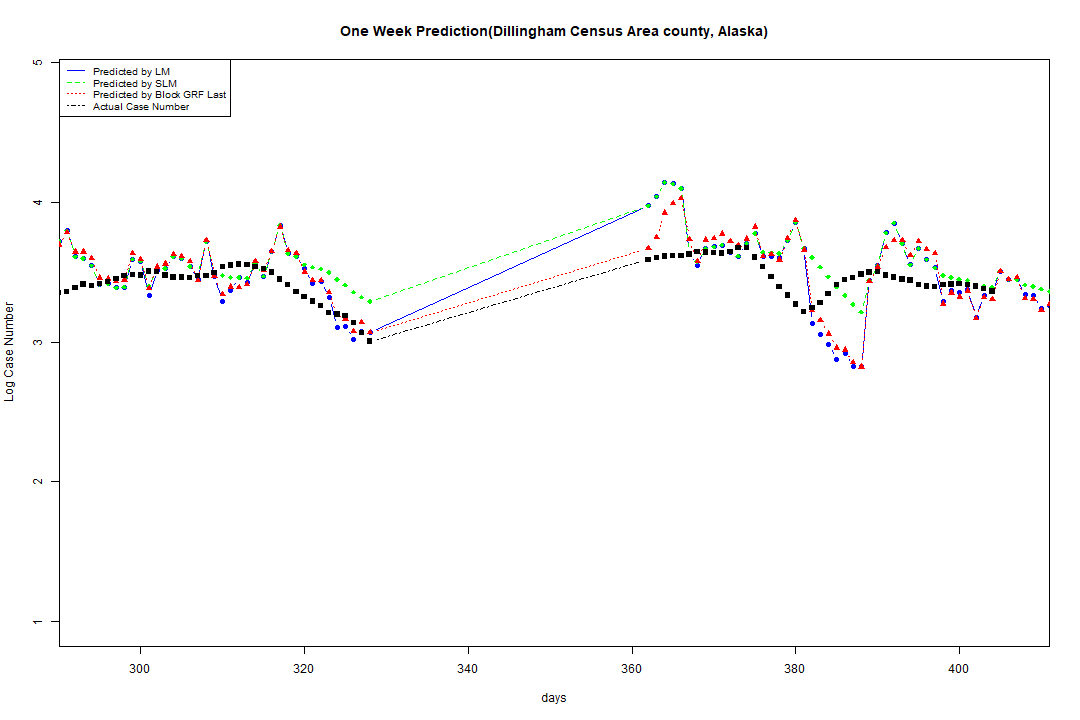 One Week Prediction(Dillingham Census Area county, Alaska)
5
Predicted by LM
Predicted by SLM
Predicted by Block GRF Last
Actual Case Number
4
3
2
1
Log Case Number
300 320 340 360 380 400
days